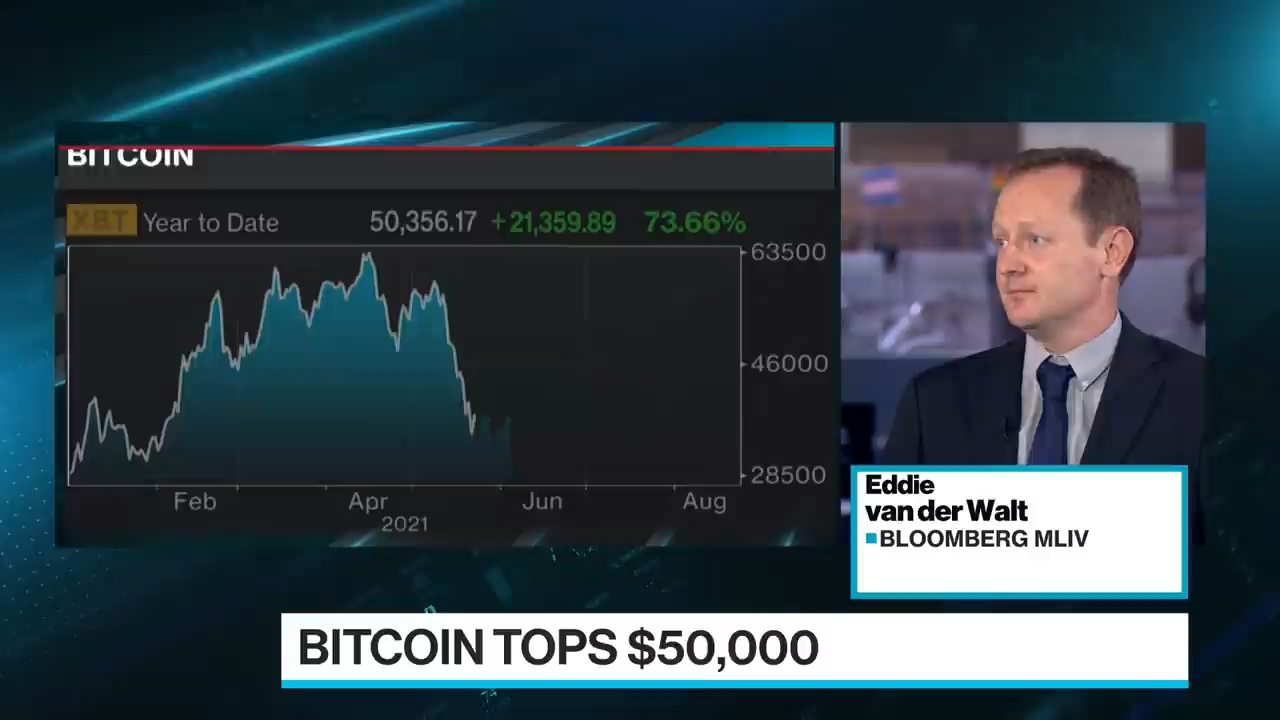 BITCOIN
XBT Year to Date 50,356.17 +21,359.89 73.66%
63500
46000
28500
Feb Apr Jun Aug
2021
Eddie
van der Walt
BLOOMBERG MLIV
BITCOIN TOPS $50,000